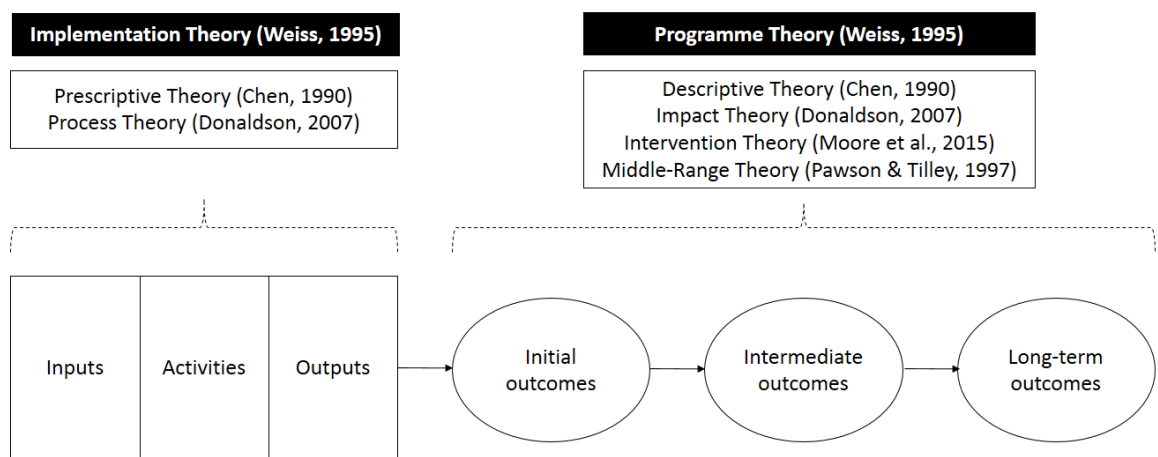 Implementation Theory (Weiss, 1995)
Prescriptive Theory (Chen, 1990)
Process Theory (Donaldson, 2007)
Programme Theory (Weiss, 1995)
Descriptive Theory (Chen, 1990)
Impact Theory (Donaldson, 2007)
Intervention Theory (Moore et al., 2015)
Middle-Range Theory (Pawson & Tilley, 1997)
Inputs
Activities
Outputs
Initial
outcomes
Intermediate
outcomes
Long-term
outcomes